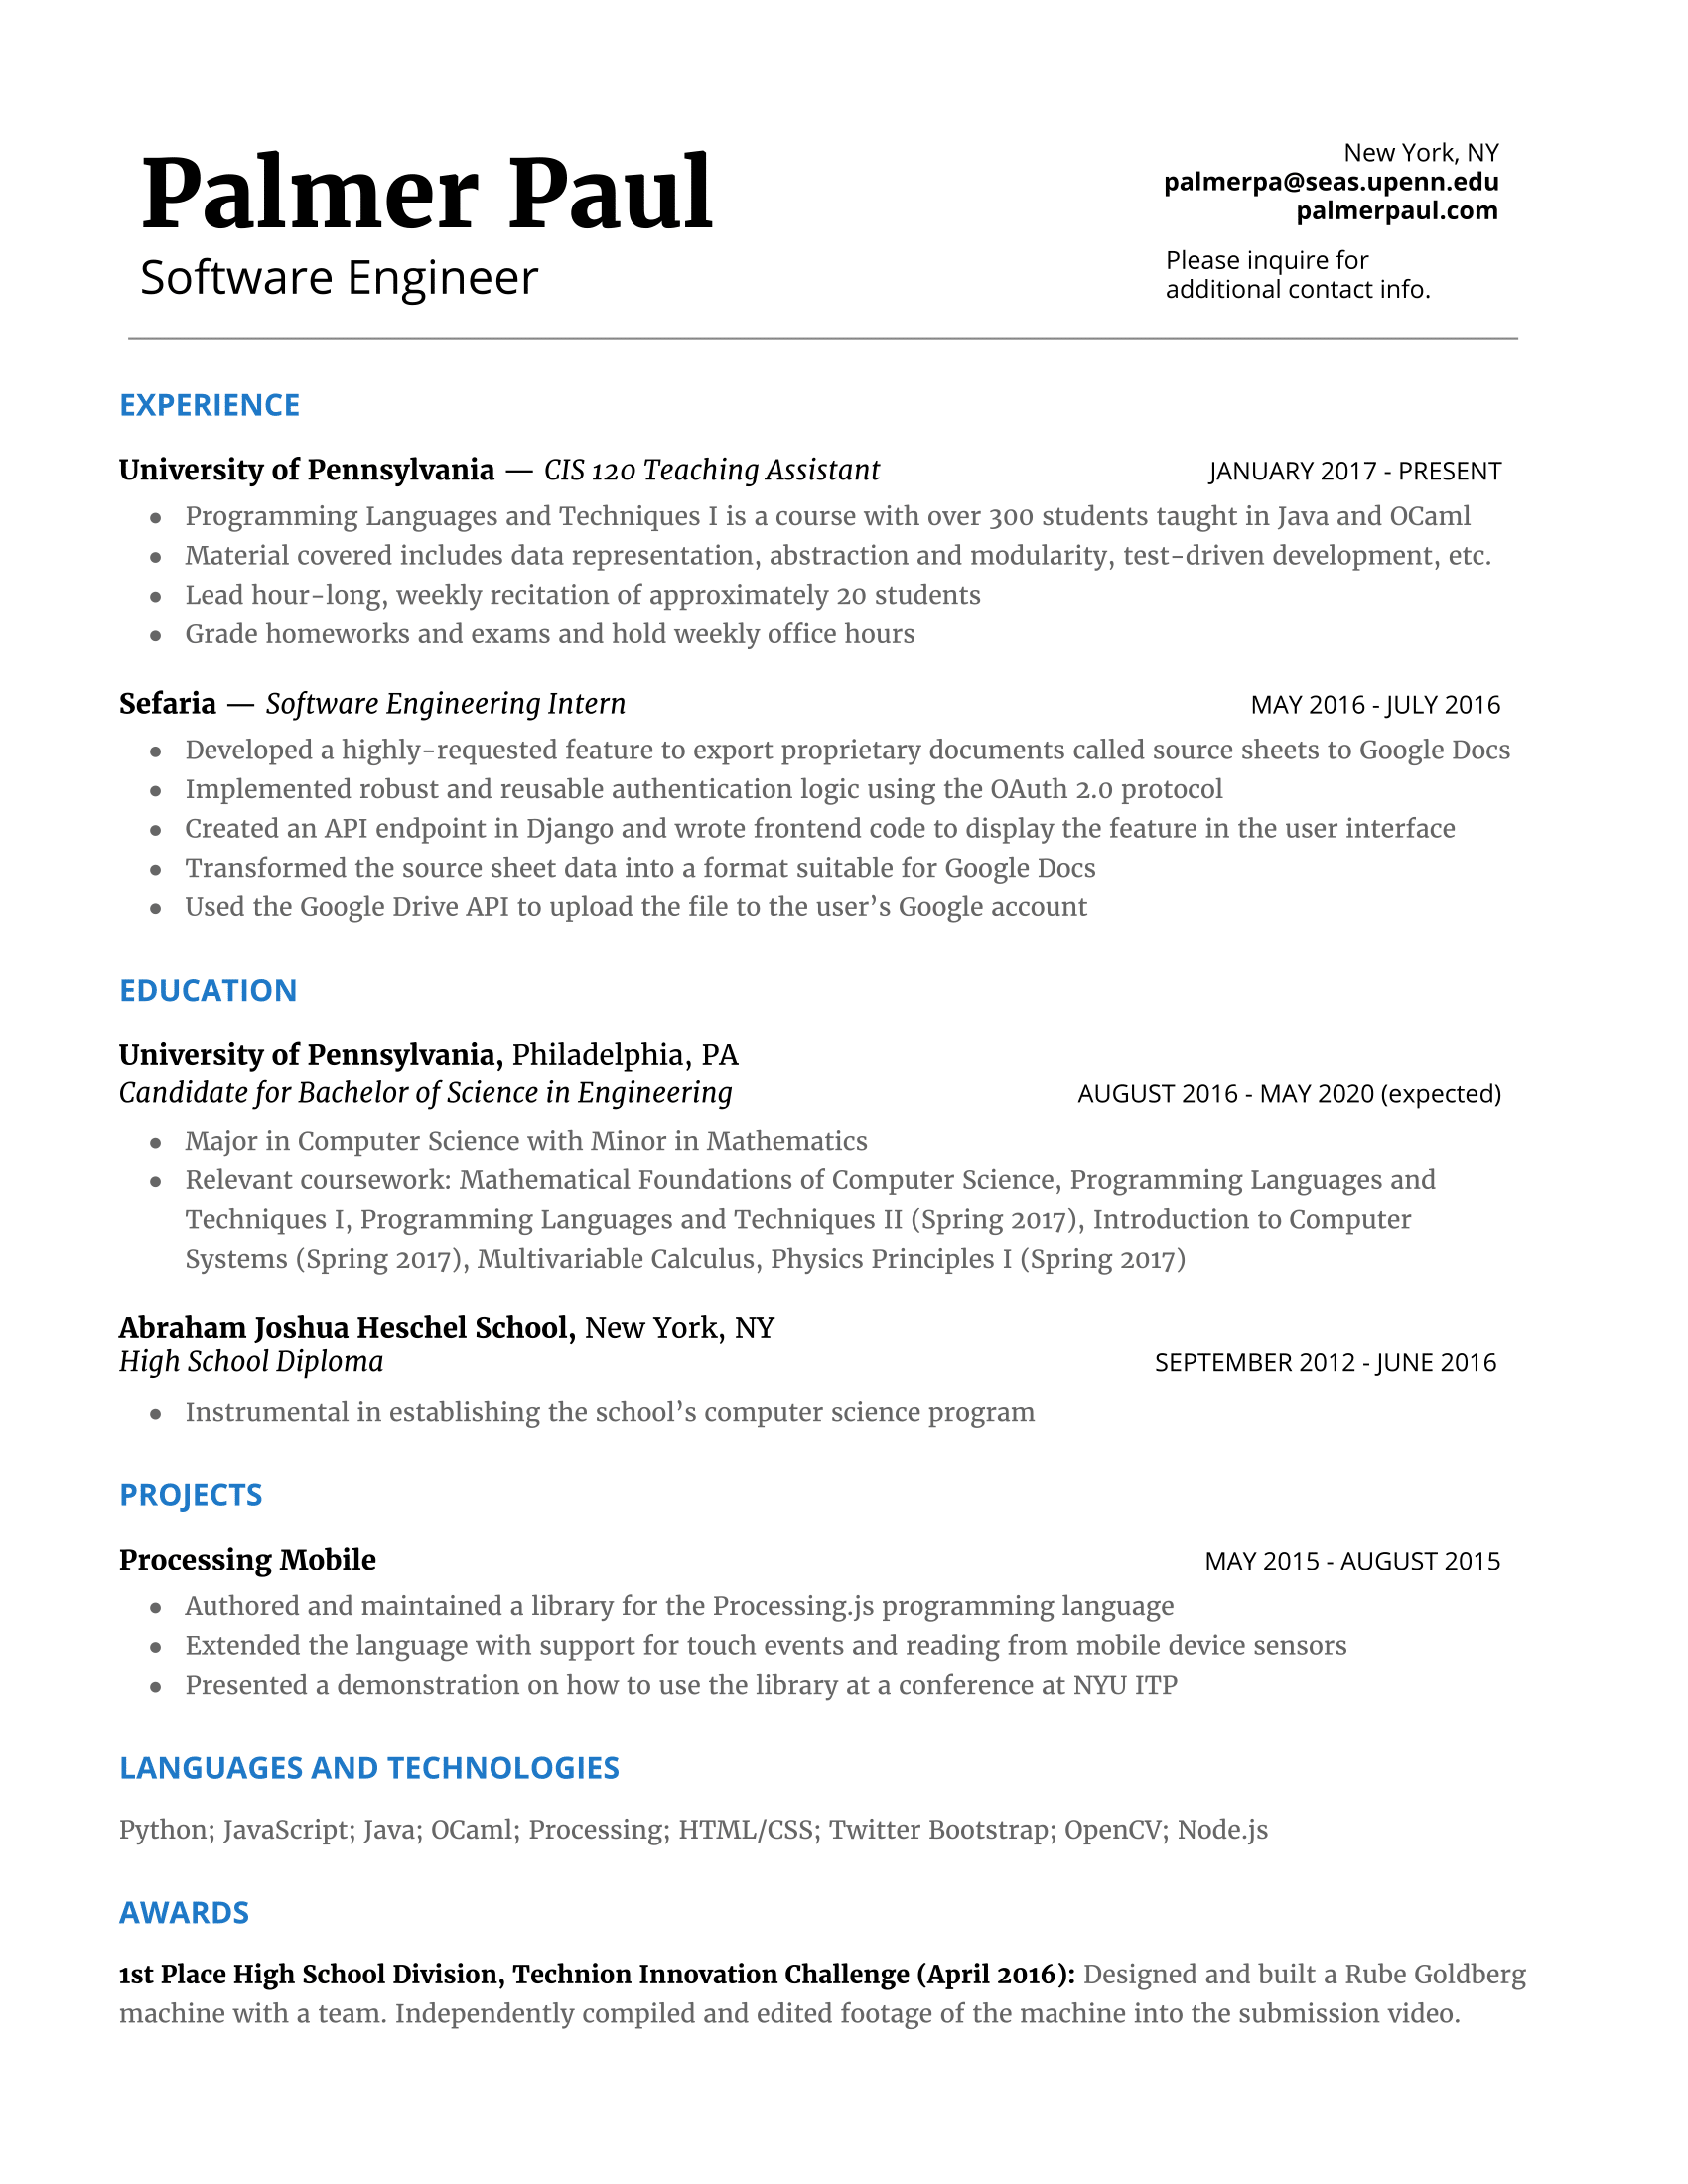 Palmer Paul
Software Engineer
New York, NY
palmerpa@seas.upenn.edu
palmerpaul.com
Please inquire for
additional contact info.
EXPERIENCE
University of Pennsylvania — CIS 120 Teaching Assistant JANUARY 2017 - PRESENT
● Programming Languages and Techniques I is a course with over 300 students taught in Java and OCaml
● Material covered includes data representation, abstraction and modularity, test-driven development, etc.
● Lead hour-long, weekly recitation of approximately 20 students
● Grade homeworks and exams and hold weekly office hours
Sefaria — Software Engineering Intern MAY 2016 - JULY 2016
● Developed a highly-requested feature to export proprietary documents called source sheets to Google Docs
● Implemented robust and reusable authentication logic using the OAuth 2.0 protocol
● Created an API endpoint in Django and wrote frontend code to display the feature in the user interface
● Transformed the source sheet data into a format suitable for Google Docs
● Used the Google Drive API to upload the file to the user’s Google account
EDUCATION
University of Pennsylvania, Philadelphia, PA
Candidate for Bachelor of Science in Engineering AUGUST 2016 - MAY 2020 (expected)
● Major in Computer Science with Minor in Mathematics
● Relevant coursework: Mathematical Foundations of Computer Science, Programming Languages and
Techniques I, Programming Languages and Techniques II (Spring 2017), Introduction to Computer
Systems (Spring 2017), Multivariable Calculus, Physics Principles I (Spring 2017)
Abraham Joshua Heschel School, New York, NY
High School Diploma SEPTEMBER 2012 - JUNE 2016
● Instrumental in establishing the school’s computer science program
PROJECTS
Processing Mobile MAY 2015 - AUGUST 2015
● Authored and maintained a library for the Processing.js programming language
● Extended the language with support for touch events and reading from mobile device sensors
● Presented a demonstration on how to use the library at a conference at NYU ITP
LANGUAGES AND TECHNOLOGIES
Python; JavaScript; Java; OCaml; Processing; HTML/CSS; Twitter Bootstrap; OpenCV; Node.js
AWARDS
1st Place High School Division, Technion Innovation Challenge (April 2016): Designed and built a Rube Goldberg
machine with a team. Independently compiled and edited footage of the machine into the submission video.